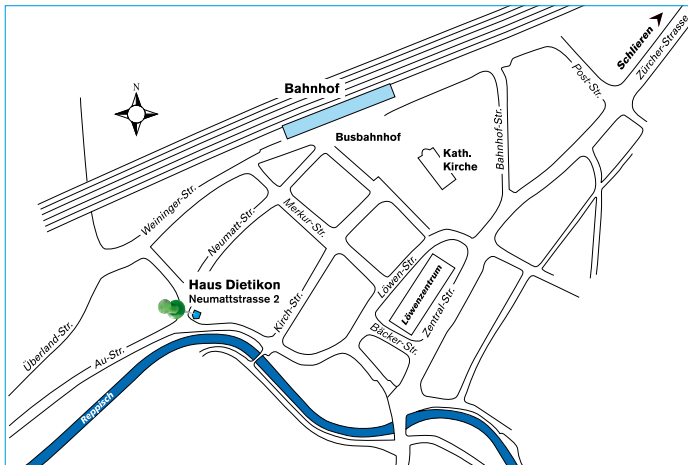 Schlieren
Zürcher-Strasse
Post-Str.
Bahnhof
N
Busbahnhof
Bahnhof-Str.
Kath.
Kirche
Weininger-Str.
Neumatt-Str.
Merkur-Str.
Haus Dietikon
Neumattstrasse 2
Löwen-Str.
Löwenzentrum
Zentral-Str.
Kirch-Str.
Bäcker-Str.
Überland-Str.
Au-Str.
Reppisch